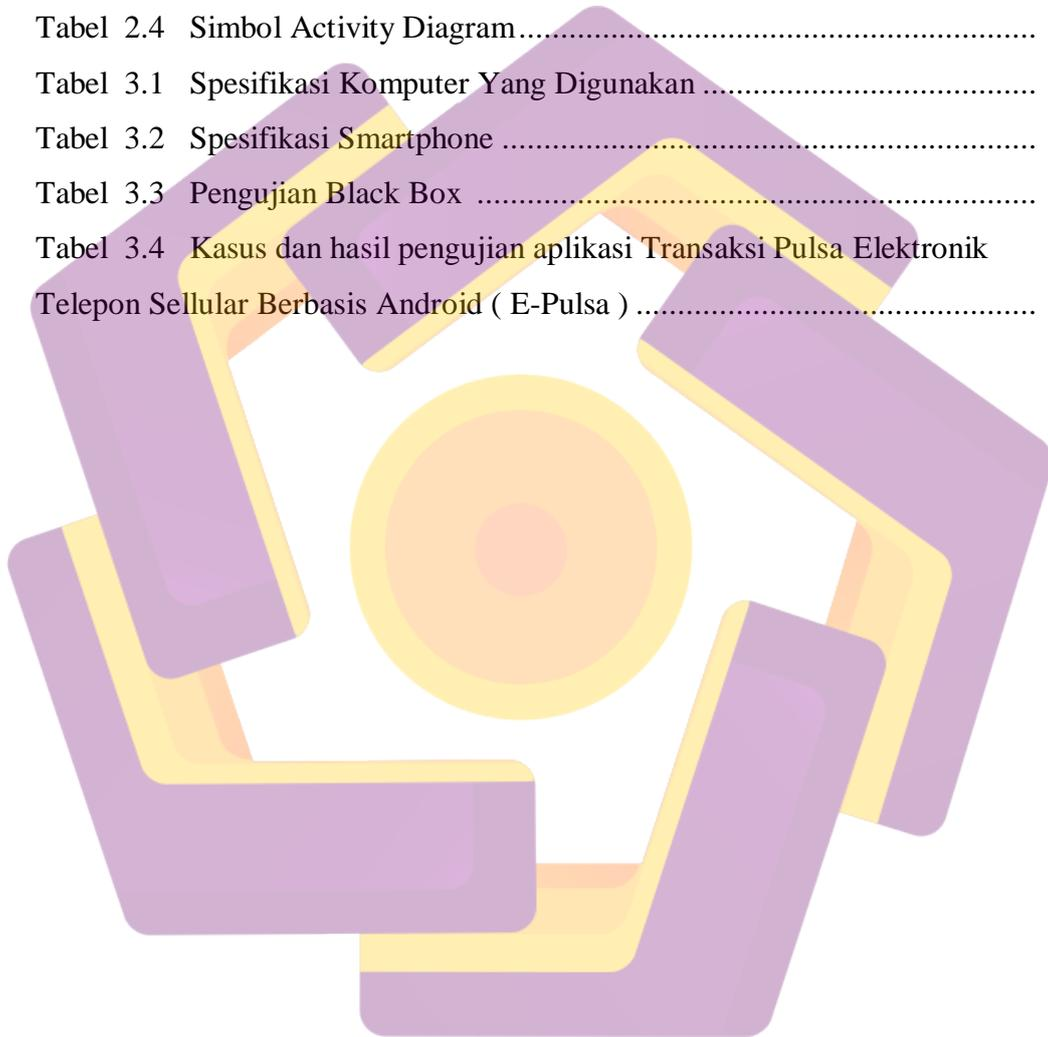 Tabel 2.4 Simbol Activity Diagram..............................................................
Tabel 3.1 Spesifikasi Komputer Yang Digunakan ........................................
Tabel 3.2 Spesifikasi Smartphone ................................................................
Tabel 3.3 Pengujian Black Box ...................................................................
Tabel 3.4 Kasus dan hasil pengujian aplikasi Transaksi Pulsa Elektronik
Telepon Sellular Berbasis Android ( E-Pulsa ) ................................................